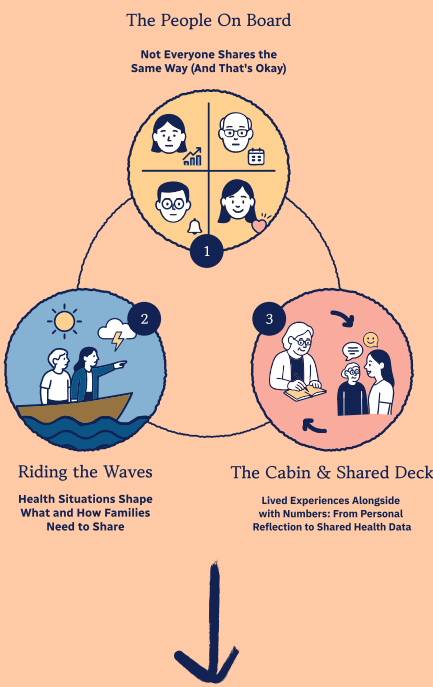 The People On Board
Not Everyone Shares the
Same Way (And That's Okay)
1
2
3
Riding the Waves
Health Situations Shape
What and How Families
Need to Share
The Cabin & Shared Deck
Lived Experiences Alongside
with Numbers: From Personal
Reflection to Shared Health Data